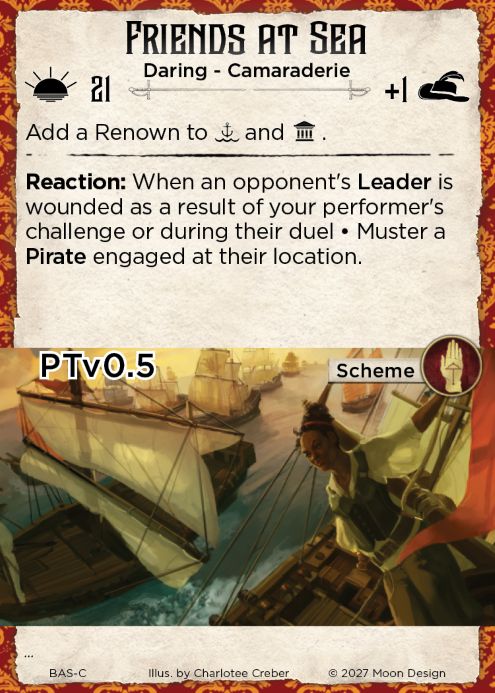 Friends at Sea
Daring - Camaraderie
21
+1
Add a Renown to and .
Reaction: When an opponent's Leader is
wounded as a result of your performer's
challenge or during their duel • Muster a
Pirate engaged at their location.
PTv0.5
Scheme
...
BAS-C Illus. by Charlotee Creber © 2027 Moon Design